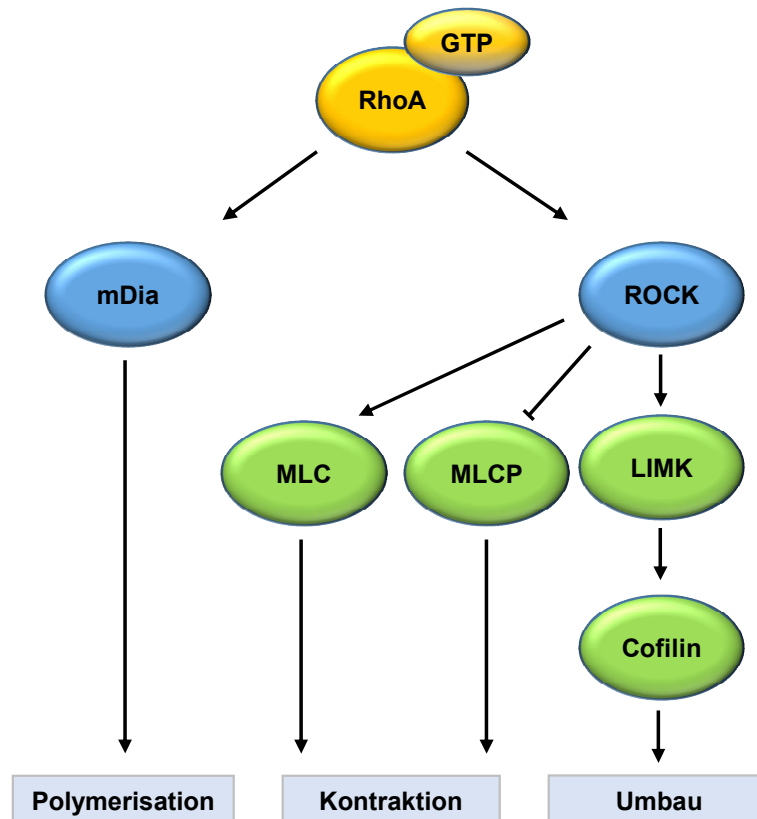 GTP
RhoA
mDia
ROCK
MLC
MLCP
LIMK
Cofilin
Polymerisation
Kontraktion
Umbau